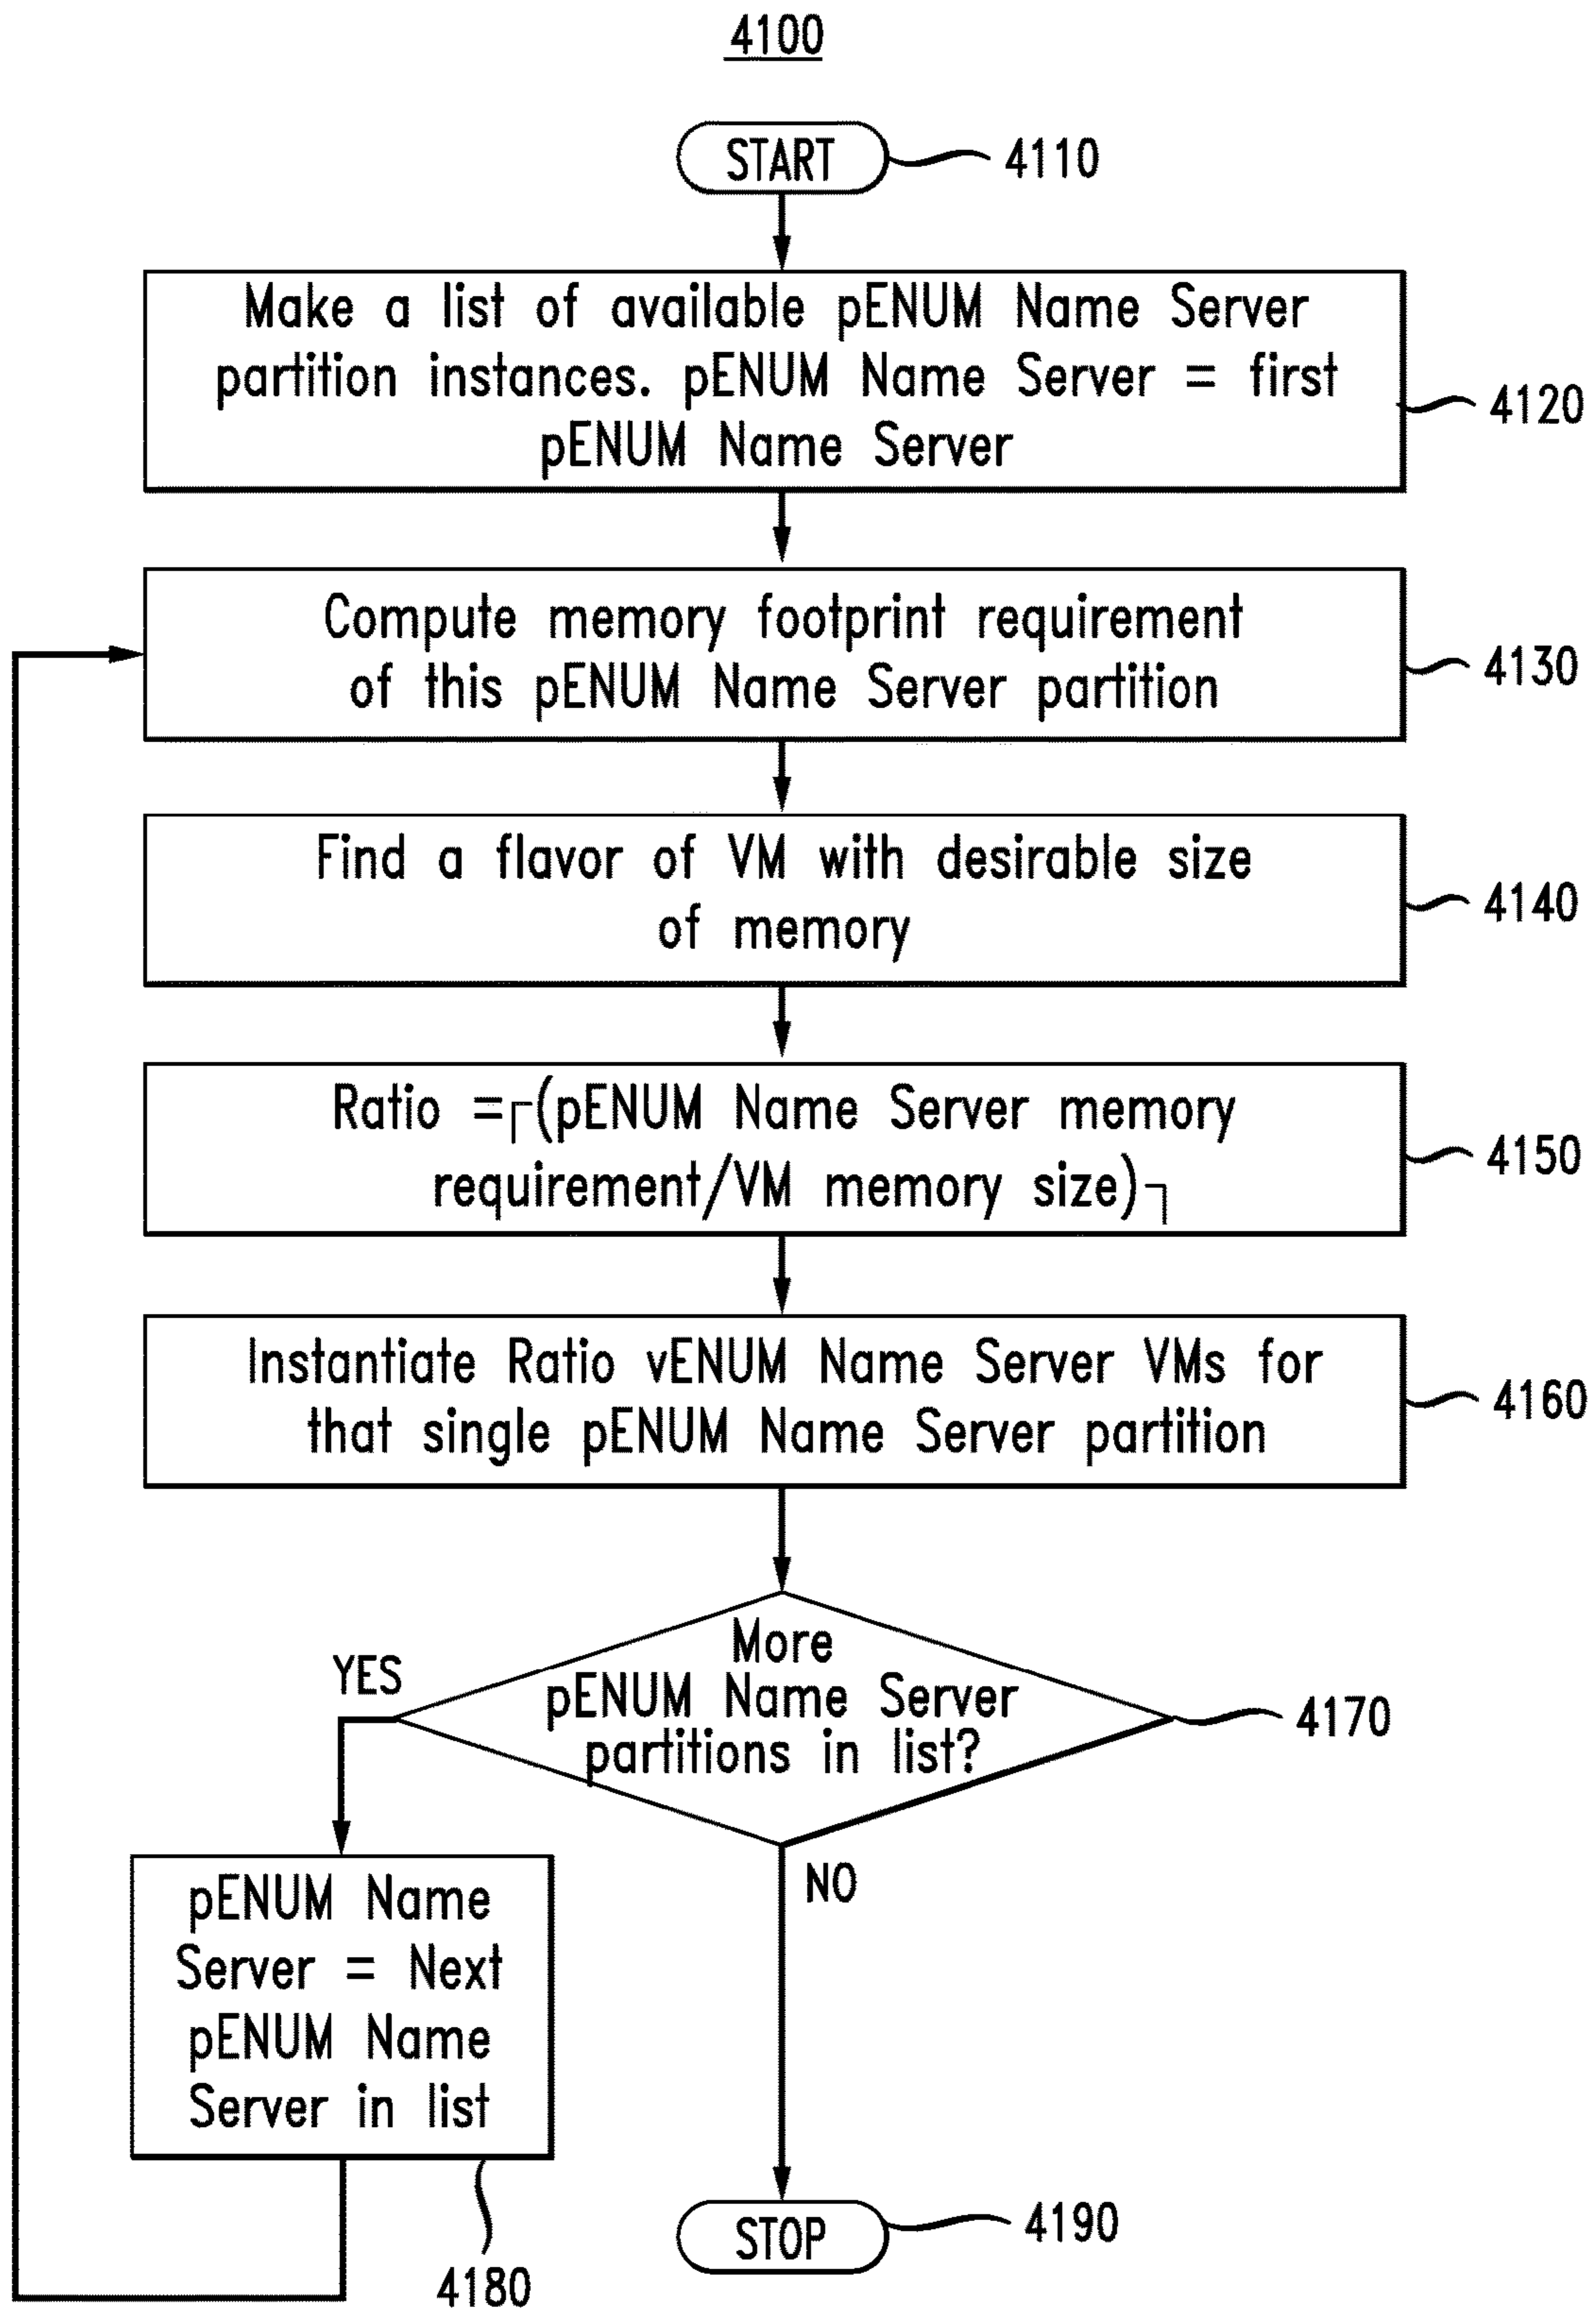 4100
START
4110
Make a list of available pENUM Name Server
partition instances. pENUM Name Server = first
pENUM Name Server
4120
Compute memory footprint requirement
of this pENUM Name Server partition
4130
Find a flavor of VM with desirable size
of memory
4140
Ratio =⌈(pENUM Name Server memory
requirement/VM memory size)⌉
4150
Instantiate Ratio vENUM Name Server VMs for
that single pENUM Name Server partition
4160
More
pENUM Name Server
partitions in list?
4170
YES
NO
pENUM Name
Server = Next
pENUM Name
Server in list
4180
STOP
4190